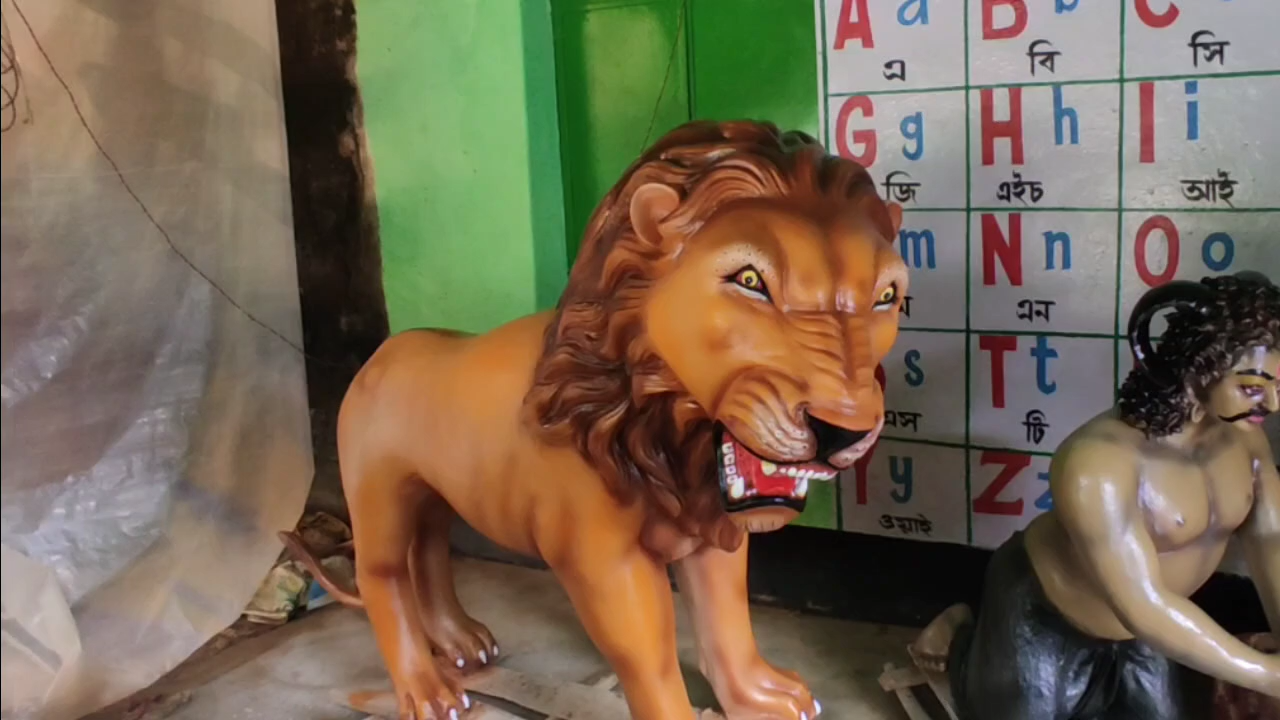 A a B b C
এ বি সি
G g H h I i
জি এইচ আই
m N n O o
এন
s T t
এস টি
Y y Z z
ওয়াই